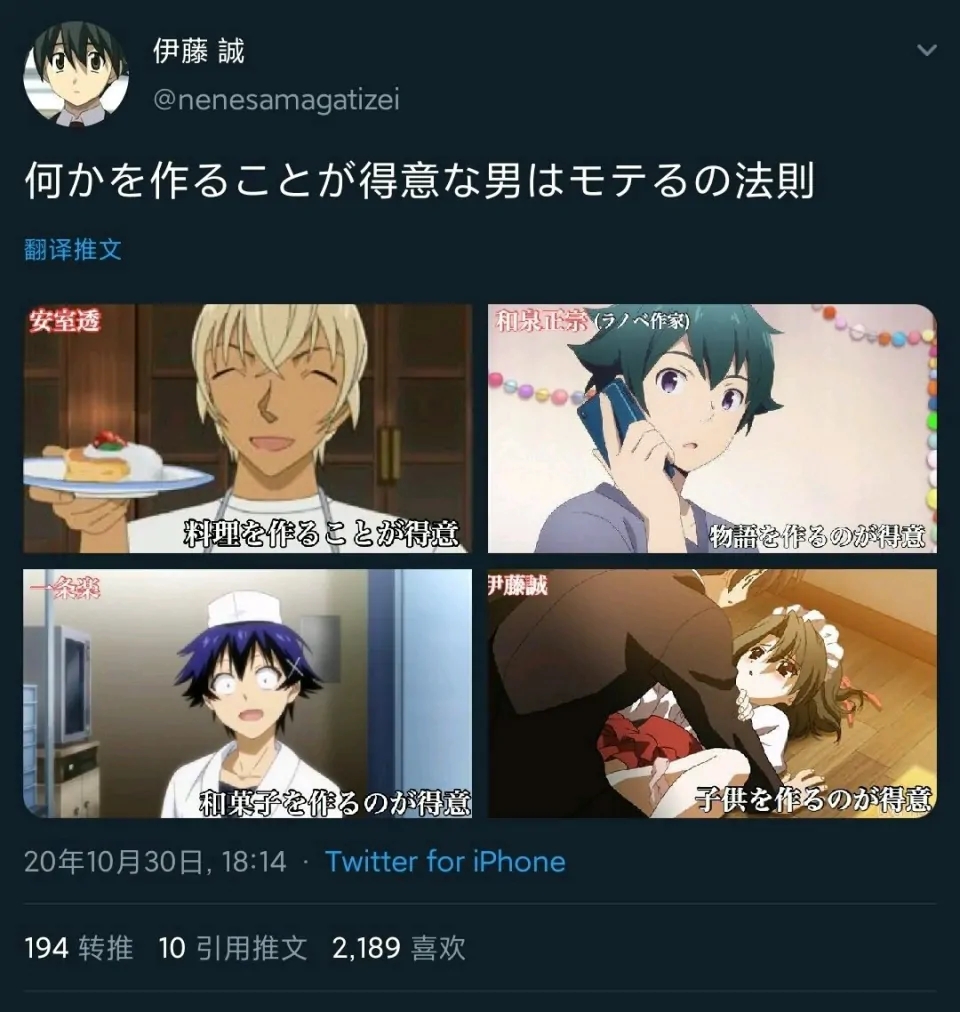 伊藤 誠
@nenesamagatizei
何かを作ることが得意な男はモテるの法則
翻译推文
安室透
料理を作ることが得意
和泉正宗(ラノベ作家)
物語を作るのが得意
一条楽
和菓子を作るのが得意
伊藤誠
子供を作るのが得意
20年10月30日, 18:14 · Twitter for iPhone
194 转推 10 引用推文 2,189 喜欢